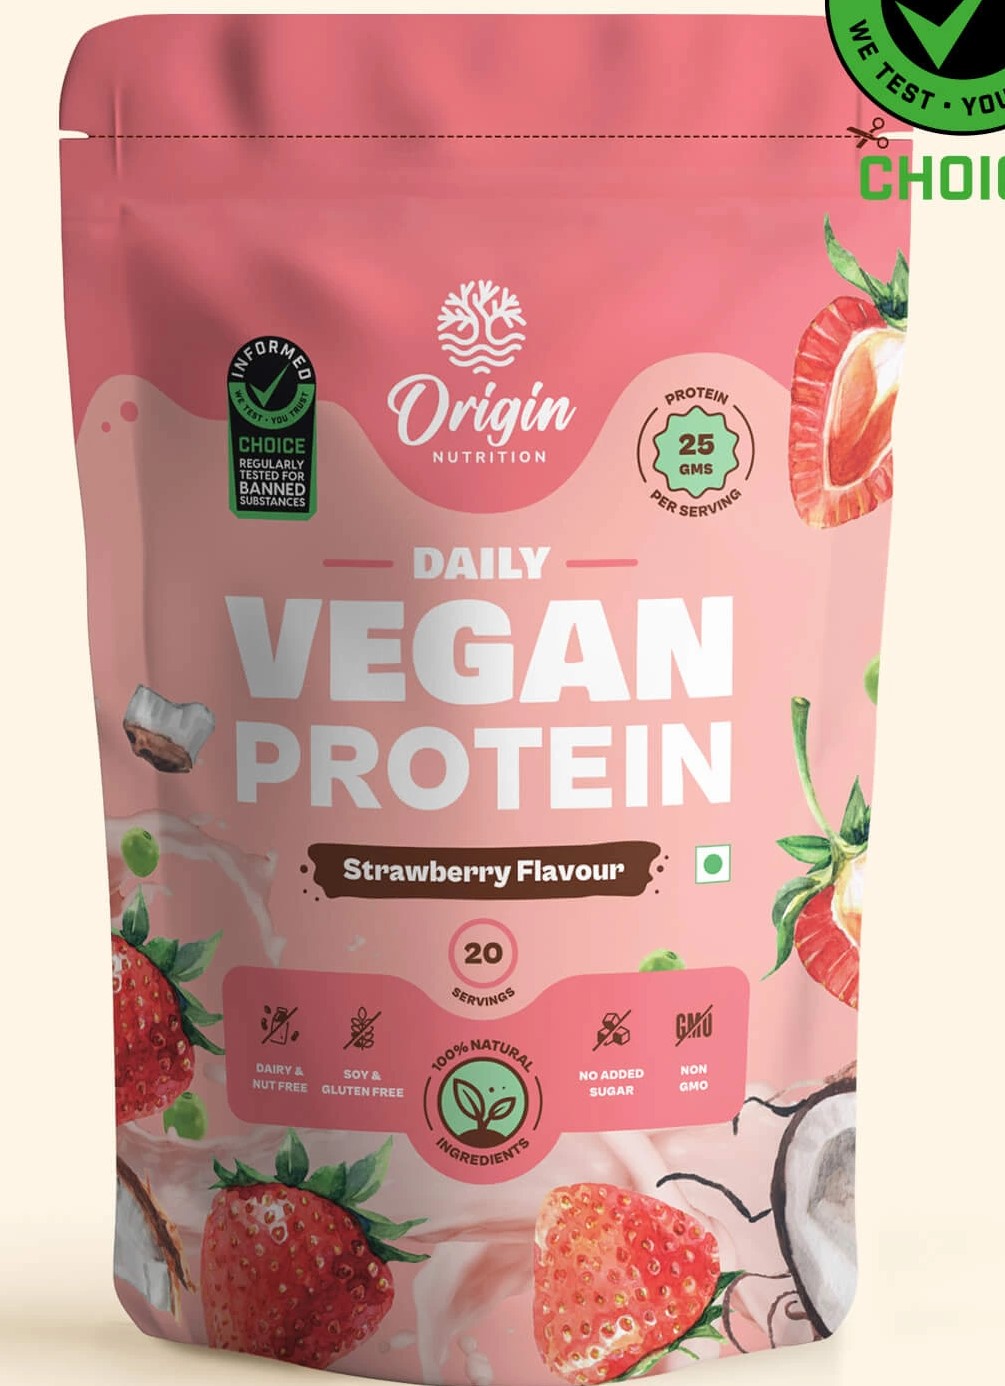 WE TEST • YOU
CHOIC
INFORMED
WE TEST • YOU TRUST
CHOICE
REGULARLY
TESTED FOR
BANNED
SUBSTANCES
Origin
NUTRITION
PROTEIN
25
GMS
PER SERVING
DAILY
VEGAN
PROTEIN
Strawberry Flavour
20
SERVINGS
DAIRY &
NUT FREE
SOY &
GLUTEN FREE
100% NATURAL
INGREDIENTS
NO ADDED
SUGAR
GMO
NON
GMO